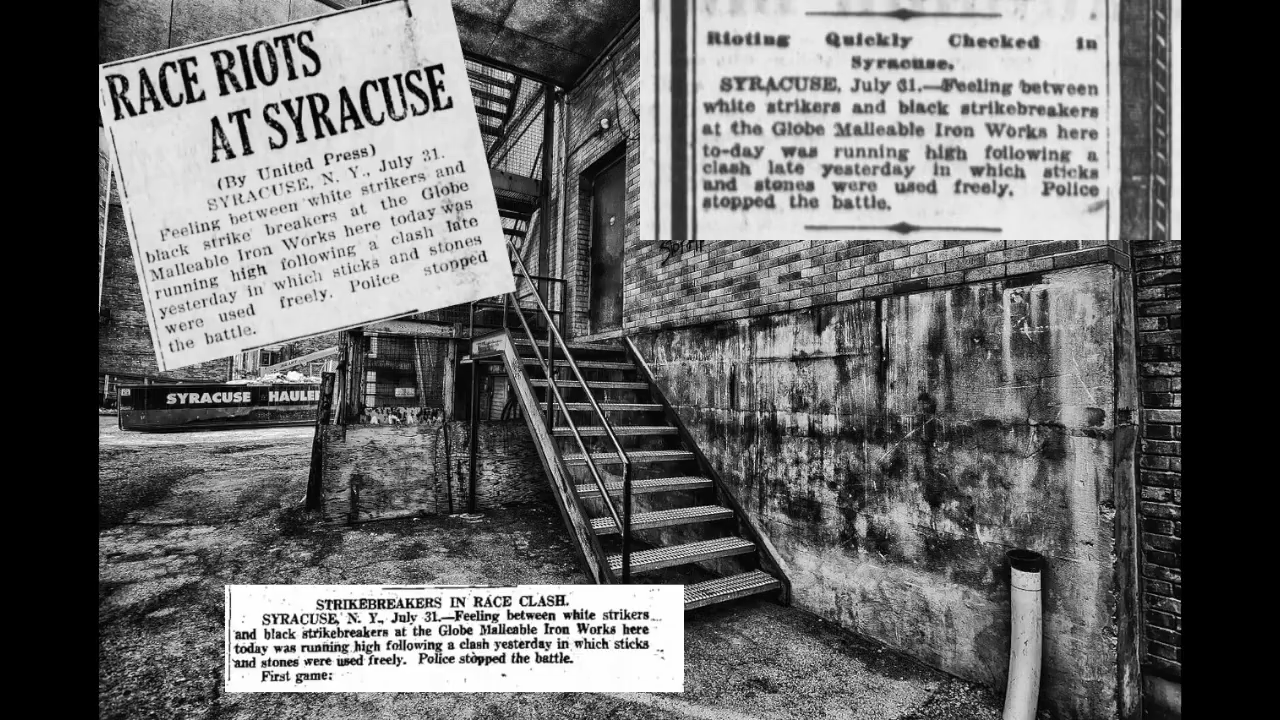 RACE RIOTS
AT SYRACUSE
(By United Press)
SYRACUSE, N. Y., July 31.
Feeling between white strikers and
black strike breakers at the Globe
Malleable Iron Works here today was
running high following a clash late
yesterday in which sticks and stones
were used freely. Police stopped
the battle.
Rioting Quickly Checked in
Syracuse.
SYRACUSE, July 31.—Feeling between
white strikers and black strikebreakers
at the Globe Malleable Iron Works here
to-day was running high following a
clash late yesterday in which sticks
and stones were used freely. Police
stopped the battle.
SYRACUSE HAULE
STRIKEBREAKERS IN RACE CLASH.
SYRACUSE, N. Y., July 31.—Feeling between white strikers
and black strikebreakers at the Globe Malleable Iron Works here
today was running high following a clash yesterday in which sticks
and stones were used freely. Police stopped the battle.
First game: